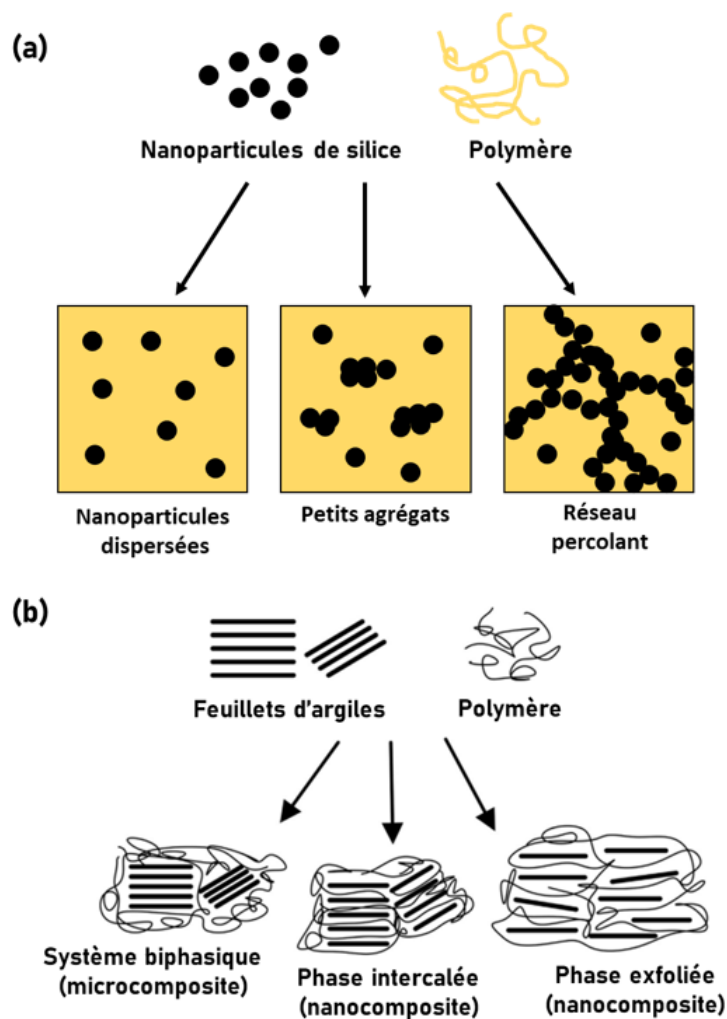 (a)
Nanoparticules de silice
Polymère
Nanoparticules
dispersées
Petits agrégats
Réseau
percolant
(b)
Feuillets d'argiles
Polymère
Système biphasique
(microcomposite)
Phase intercalée
(nanocomposite)
Phase exfoliée
(nanocomposite)